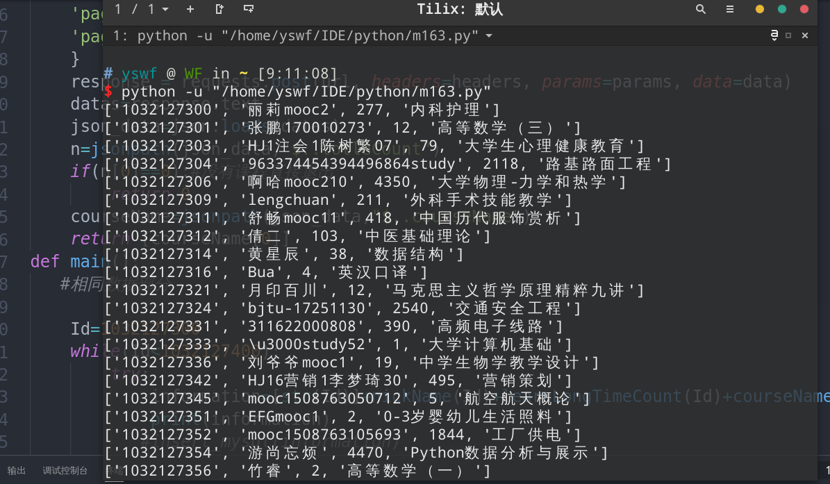 1 / 1
Tilix: 默认
1: python -u "/home/yswf/IDE/python/m163.py"
# yswf @ WF in ~ [9:11:08]
$ python -u "/home/yswf/IDE/python/m163.py"
['1032127300', '丽莉mooc2', 277, '内科护理']
['1032127301', '张鹏170010273', 12, '高等数学（三）']
['1032127303', 'HJ1注会1陈树繁0', 79, '大学生心理健康教育']
['1032127304', '963374454394496864study', 2118, '路基路面工程']
['1032127306', '啊哈mooc210', 4350, '大学物理-力学和热学']
['1032127309', 'lengchuan', 211, '外科手术技能教学']
['1032127311', '舒畅mooc11', 418, '中国历代服饰赏析']
['1032127312', '倩二', 103, '中医基础理论']
['1032127314', '黄星辰', 38, '数据结构']
['1032127316', 'Bua', 4, '英汉口译']
['1032127321', '月印百川', 12, '马克思主义哲学原理精粹九讲']
['1032127324', 'bjtu-17251130', 2540, '交通安全工程']
['1032127331', '311622000808', 390, '高频电子线路']
['1032127333', '\u3000study52', 1, '大学计算机基础']
['1032127336', '刘爷爷mooc1', 19, '中学生物学教学设计']
['1032127342', 'HJ16营销1李梦琦30', 495, '营销策划']
['1032127345', 'mooc1508763050712', 5, '航空航天概论']
['1032127351', 'EFGmooc1', 2, '0-3岁婴幼儿生活照料']
['1032127352', 'mooc1508763105693', 1844, '工厂供电']
['1032127354', '游尚忘烦', 4470, 'Python数据分析与展示']
['1032127356', '竹睿', 2, '高等数学（一）']
def main
#相同
输出 调试控制台